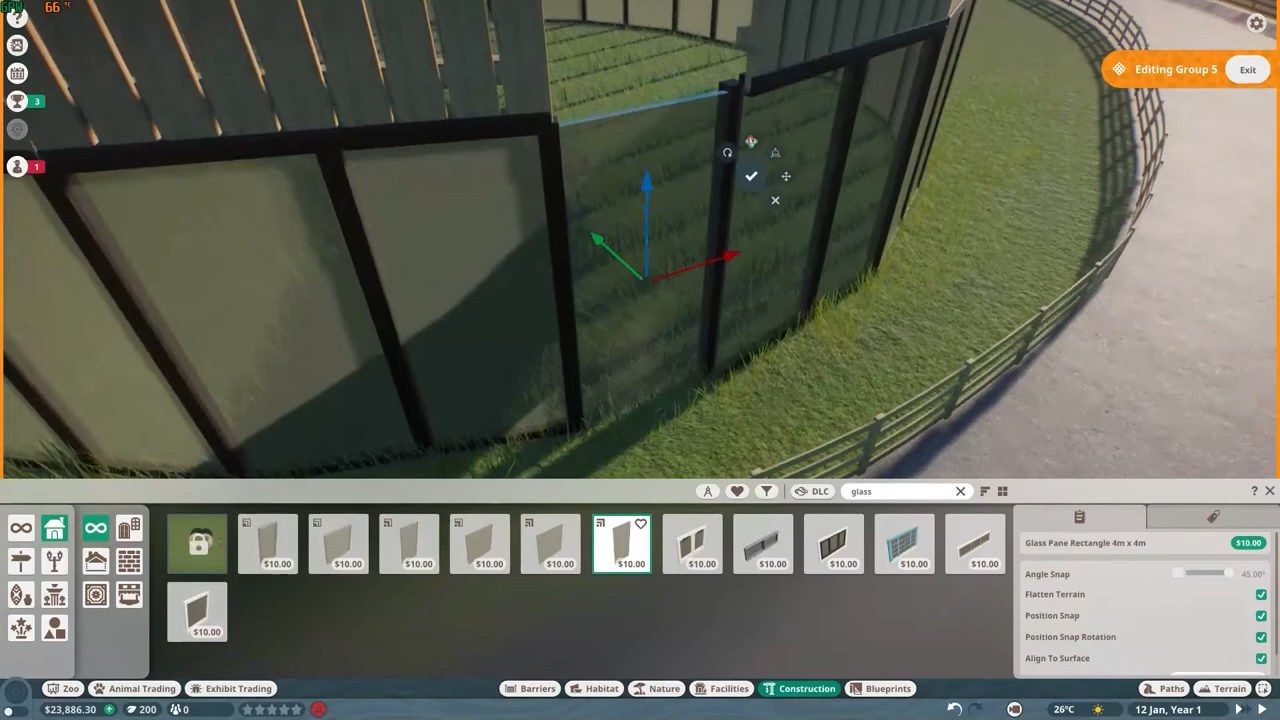 GPU 66 °C
3
1
Editing Group 5 Exit
DLC glass
$10.00 $10.00 $10.00 $10.00 $10.00 $10.00 $10.00 $10.00 $10.00 $10.00
$10.00
Glass Pane Rectangle 4m x 4m $10.00
Angle Snap 45.00°
Flatten Terrain
Position Snap
Position Snap Rotation
Align To Surface
Zoo Animal Trading Exhibit Trading Barriers Habitat Nature Facilities Construction Blueprints Paths Terrain
$23,886.30 200 0 26°C 12 Jan, Year 1